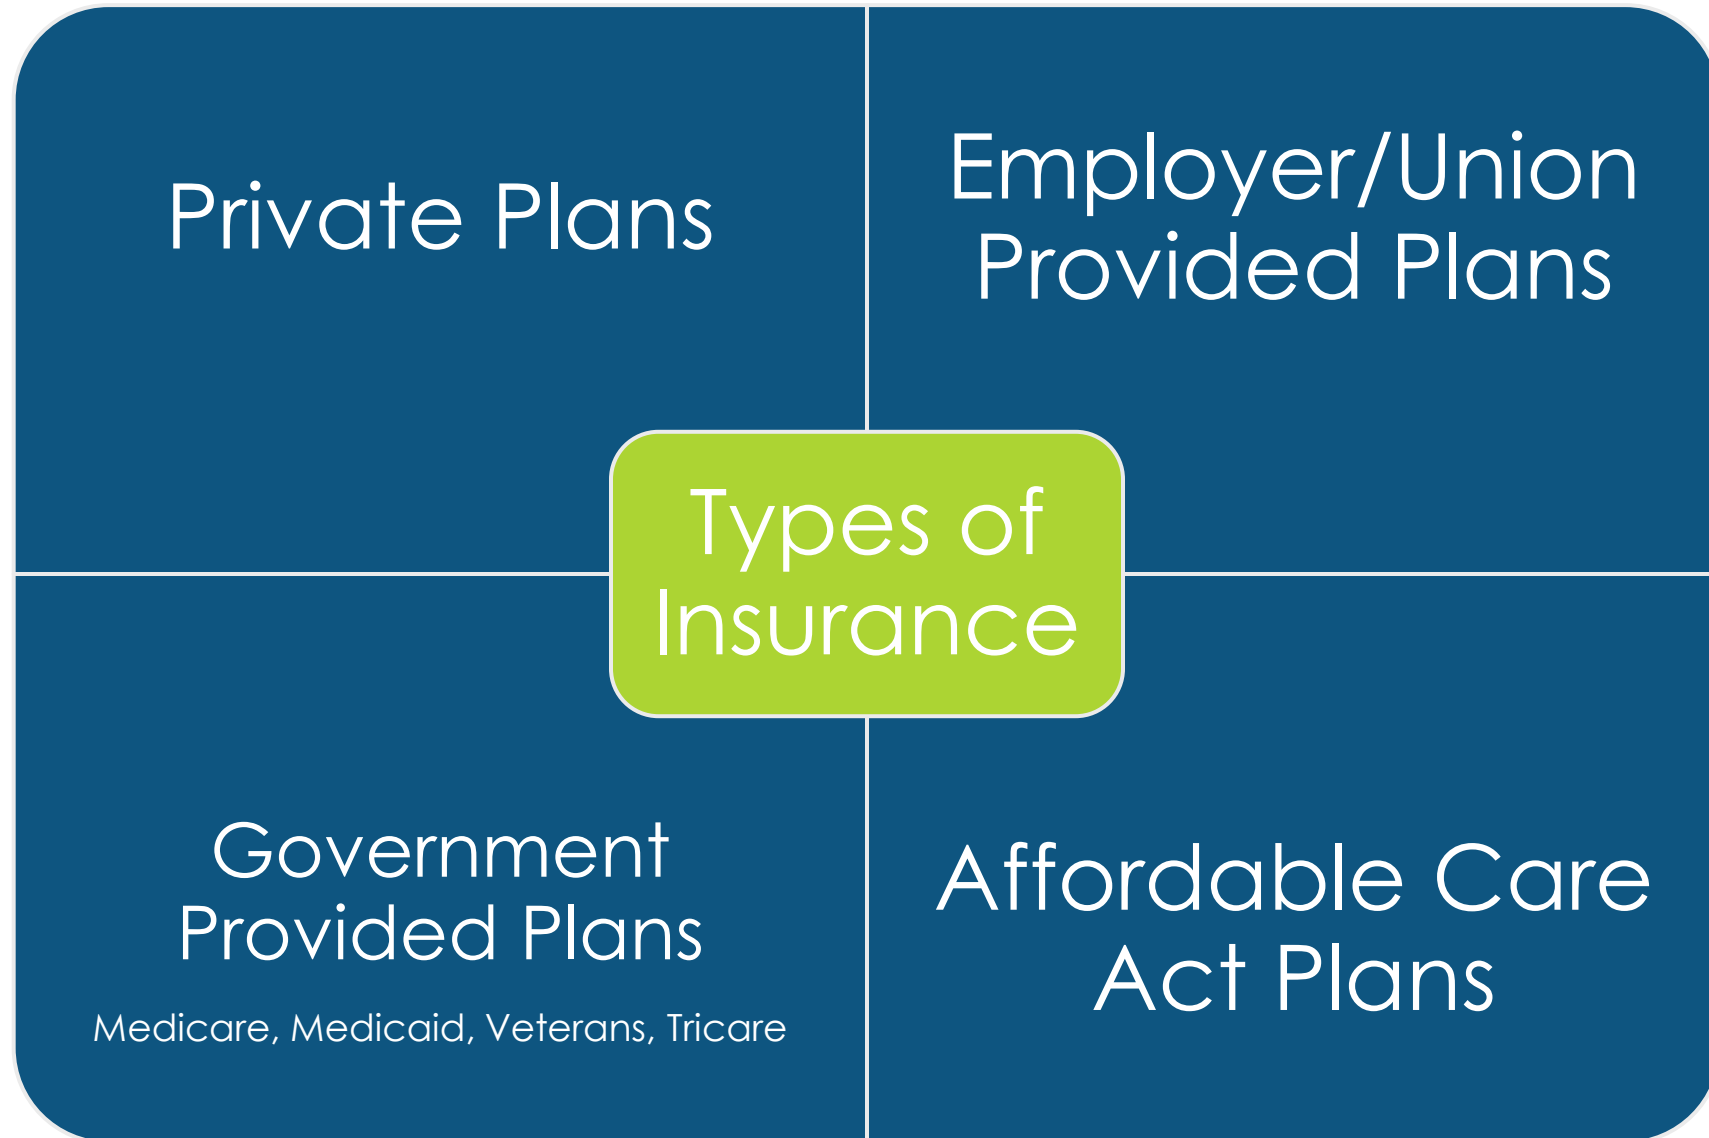 Private Plans
Employer/Union
Provided Plans
Types of
Insurance
Government
Provided Plans
Medicare, Medicaid, Veterans, Tricare
Affordable Care
Act Plans